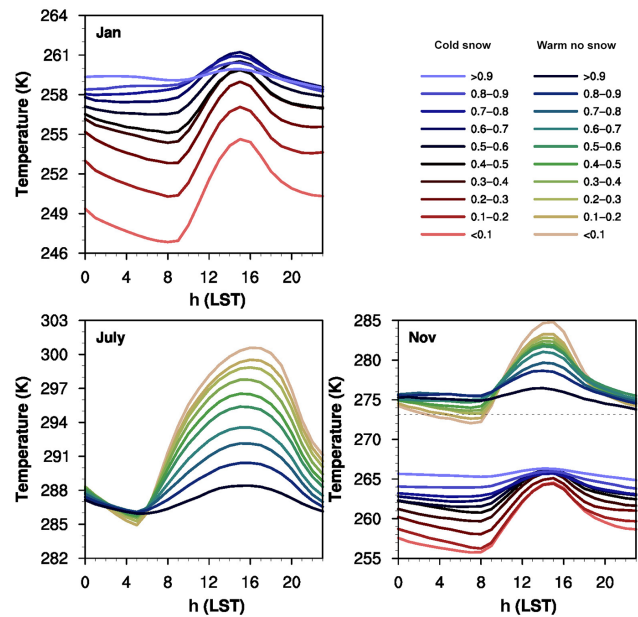 Jan
Temperature (K)
264
261
258
255
252
249
246
0 4 8 12 16 20
h (LST)
Cold snow Warm no snow
>0.9 >0.9
0.8–0.9 0.8–0.9
0.7–0.8 0.7–0.8
0.6–0.7 0.6–0.7
0.5–0.6 0.5–0.6
0.4–0.5 0.4–0.5
0.3–0.4 0.3–0.4
0.2–0.3 0.2–0.3
0.1–0.2 0.1–0.2
<0.1 <0.1
July
Temperature (K)
303
300
297
294
291
288
285
282
0 4 8 12 16 20
h (LST)
Nov
Temperature (K)
285
280
275
270
265
260
255
0 4 8 12 16 20
h (LST)